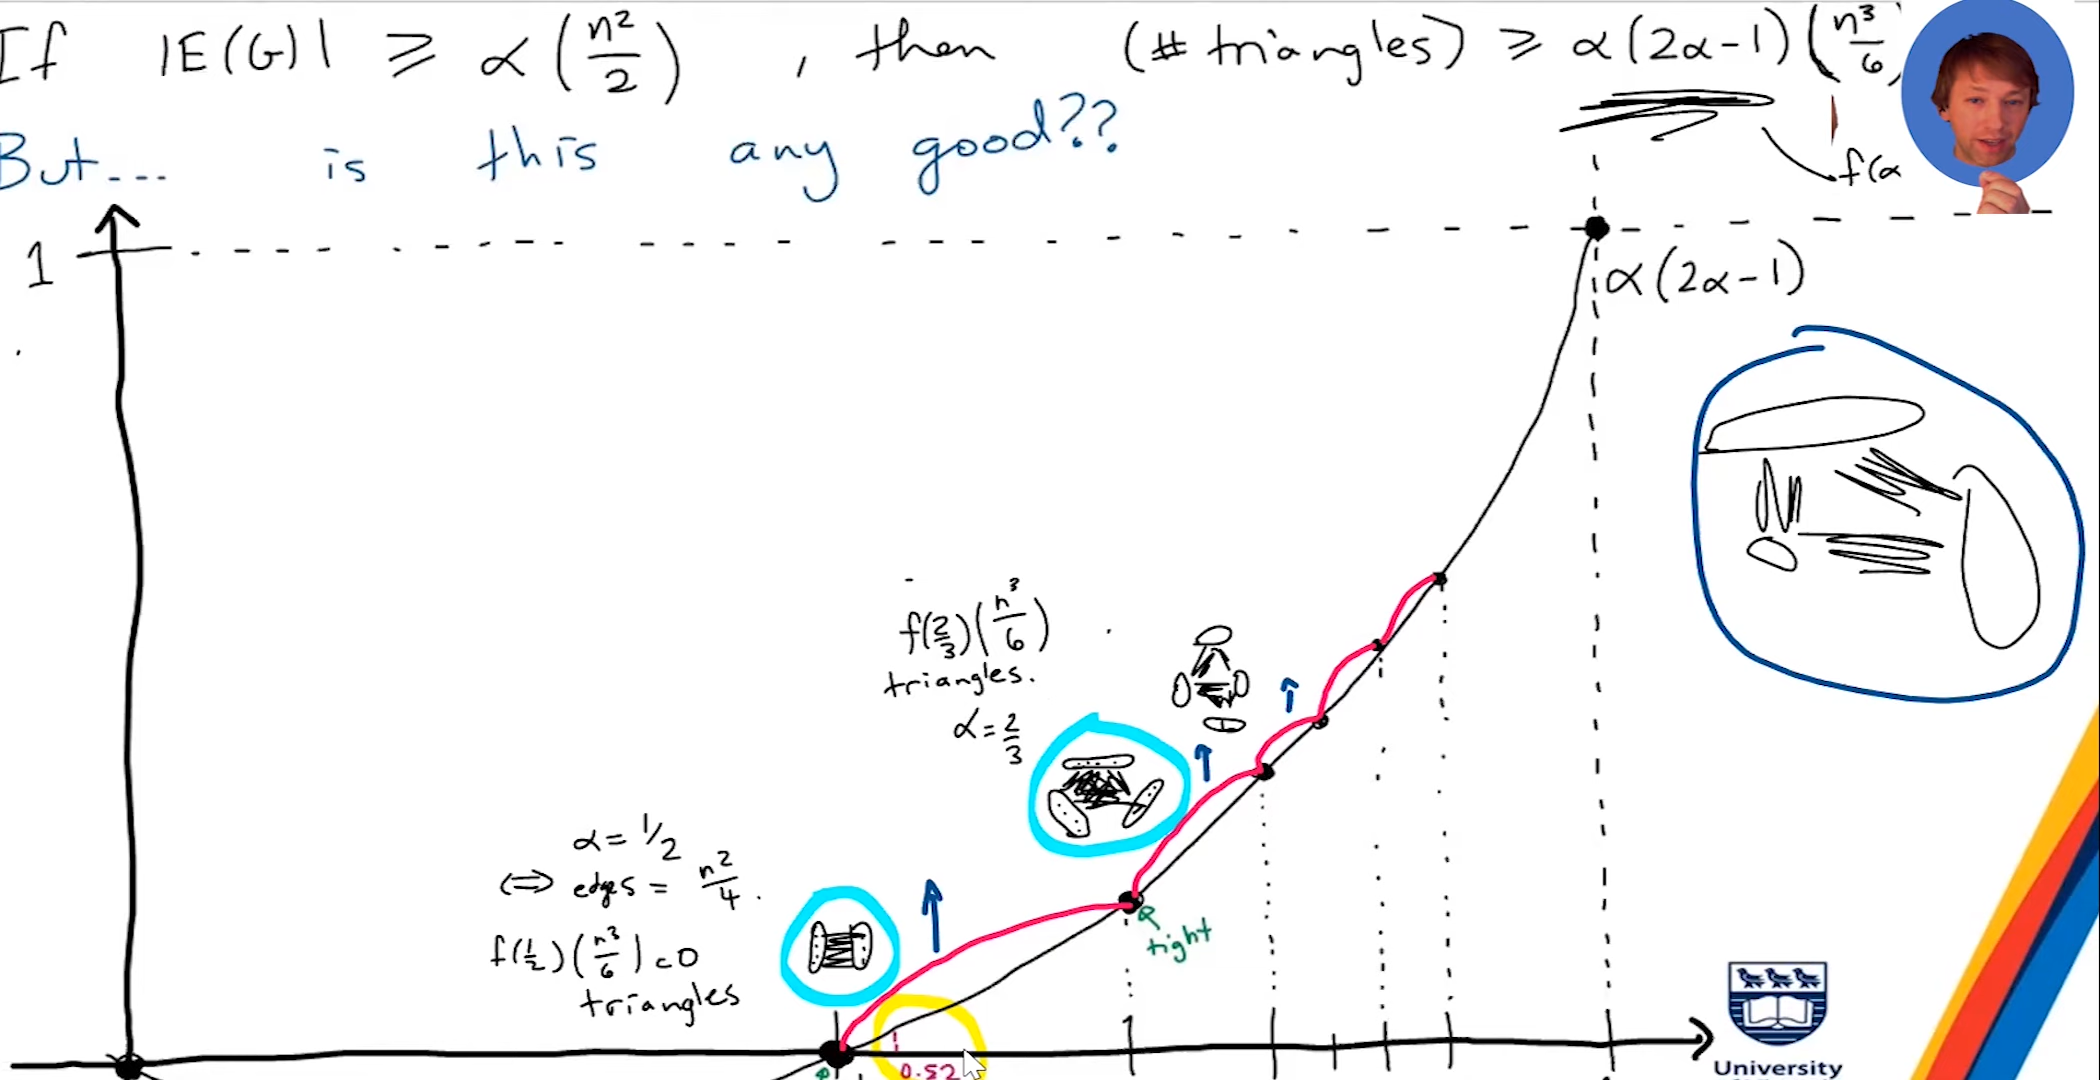 If |E(G)| ⩾ α (n²/2) , then (# triangles) ⩾ α(2α-1)(n³/6)
But... is this any good??
f(α
1
α(2α-1)
f(2/3)(n³/6)
triangles.
α = 2/3
α = 1/2
⇔ edges = n²/4 .
f(1/2)(n³/6) = 0
triangles
tight
0.52
University